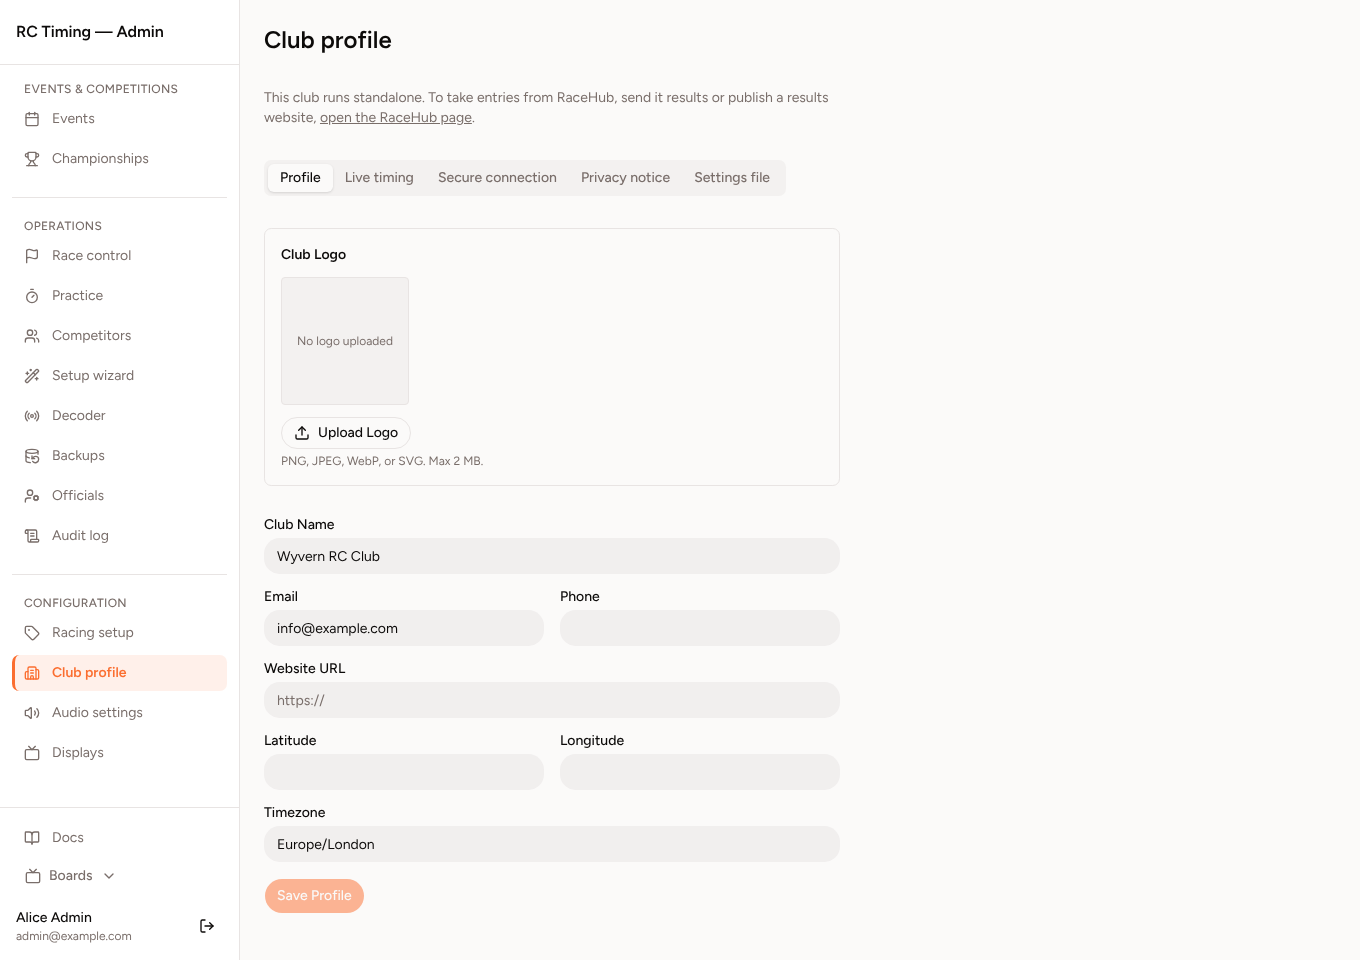 RC Timing — Admin
EVENTS & COMPETITIONS
Events
Championships
OPERATIONS
Race control
Practice
Competitors
Setup wizard
Decoder
Backups
Officials
Audit log
CONFIGURATION
Racing setup
Club profile
Audio settings
Displays
Docs
Boards
Alice Admin
admin@example.com
Club profile
This club runs standalone. To take entries from RaceHub, send it results or publish a results
website, open the RaceHub page.
Profile Live timing Secure connection Privacy notice Settings file
Club Logo
No logo uploaded
Upload Logo
PNG, JPEG, WebP, or SVG. Max 2 MB.
Club Name
Wyvern RC Club
Email Phone
info@example.com
Website URL
https://
Latitude Longitude
Timezone
Europe/London
Save Profile